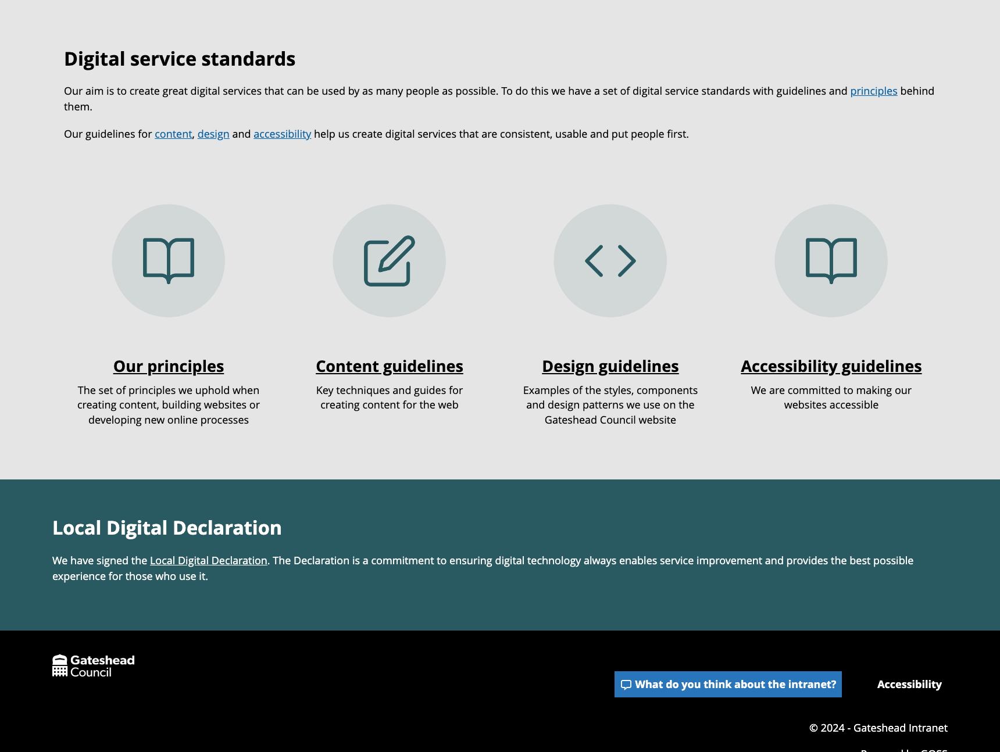 Digital service standards
Our aim is to create great digital services that can be used by as many people as possible. To do this we have a set of digital service standards with guidelines and principles behind
them.
Our guidelines for content, design and accessibility help us create digital services that are consistent, usable and put people first.
Our principles
The set of principles we uphold when
creating content, building websites or
developing new online processes
Content guidelines
Key techniques and guides for
creating content for the web
Design guidelines
Examples of the styles, components
and design patterns we use on the
Gateshead Council website
Accessibility guidelines
We are committed to making our
websites accessible
Local Digital Declaration
We have signed the Local Digital Declaration. The Declaration is a commitment to ensuring digital technology always enables service improvement and provides the best possible
experience for those who use it.
Gateshead
Council
What do you think about the intranet?
Accessibility
© 2024 - Gateshead Intranet
Powered by GOSS